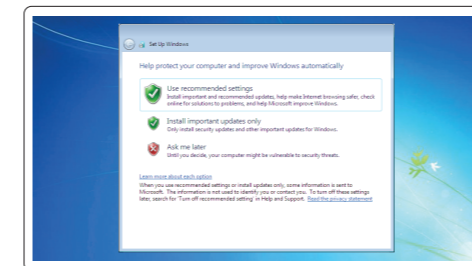 Set Up Windows
Help protect your computer and improve Windows automatically
Use recommended settings
Install important and recommended updates, help make Internet browsing safer, check
online for solutions to problems, and help Microsoft improve Windows.
Install important updates only
Only install security updates and other important updates for Windows.
Ask me later
Until you decide, your computer might be vulnerable to security threats.
Learn more about each option
When you use recommended settings or install updates only, some information is sent to
Microsoft. The information is not used to identify you or contact you. To turn off these settings
later, search for 'Turn off recommended setting' in Help and Support. Read the privacy statement